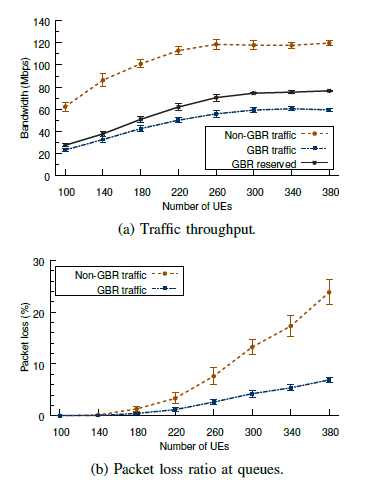 140
120
100
80
60
40
20
0
Bandwidth (Mbps)
Non-GBR traffic
GBR traffic
GBR reserved
100 140 180 220 260 300 340 380
Number of UEs
(a) Traffic throughput.
30
20
10
0
Packet loss (%)
Non-GBR traffic
GBR traffic
100 140 180 220 260 300 340 380
Number of UEs
(b) Packet loss ratio at queues.